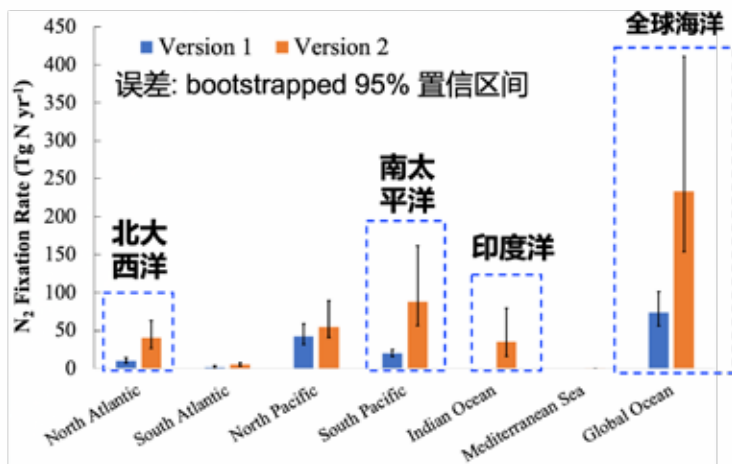 450
400
350
300
250
200
150
100
50
0
N₂ Fixation Rate (Tg N yr⁻¹)
Version 1 Version 2
误差: bootstrapped 95% 置信区间
全球海洋
南太
平洋
北大
西洋
印度洋
North Atlantic
South Atlantic
North Pacific
South Pacific
Indian Ocean
Mediterranean Sea
Global Ocean